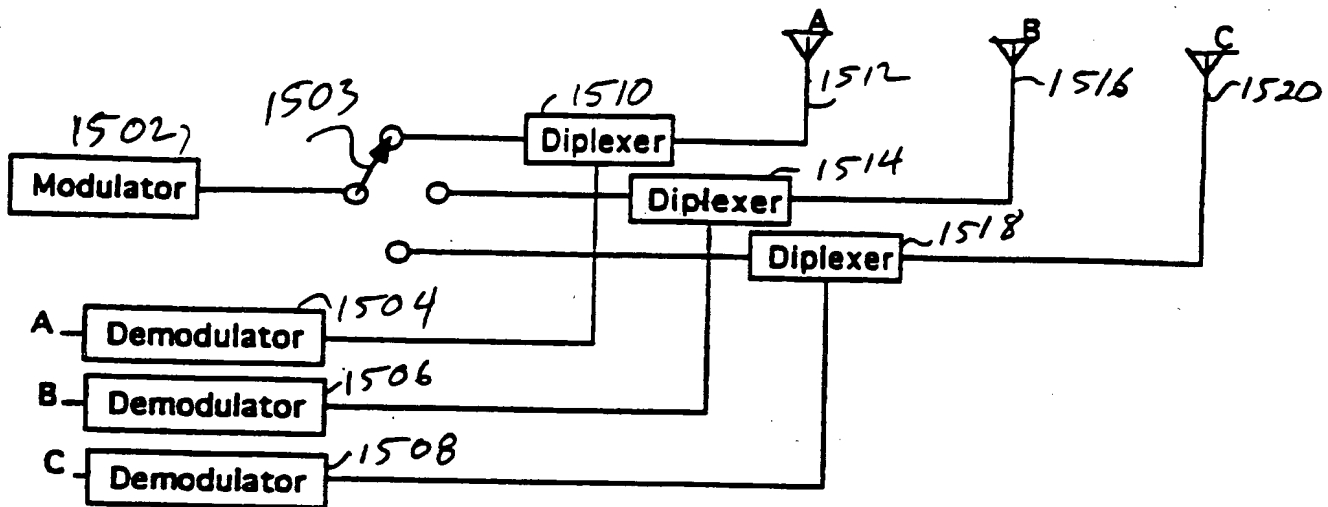 A
B
C
1512
1516
1520
1510
1503
1502
Diplexer
Modulator
1514
Diplexer
1518
Diplexer
1504
A
Demodulator
1506
B
Demodulator
1508
C
Demodulator